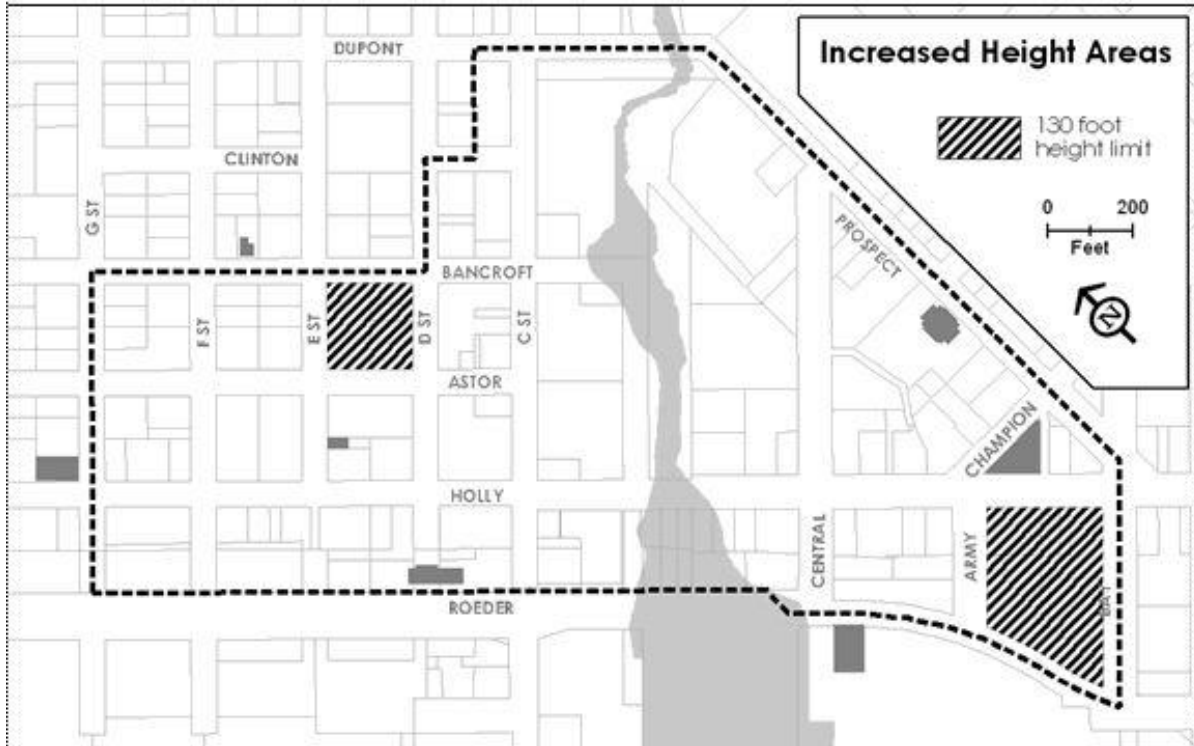 DUPONT
Increased Height Areas
130 foot
height limit
CLINTON
0 200
Feet
G ST
PROSPECT
BANCROFT
N
F ST
E ST
D ST
C ST
ASTOR
CHAMPION
HOLLY
CENTRAL
ARMY
BAY
ROEDER